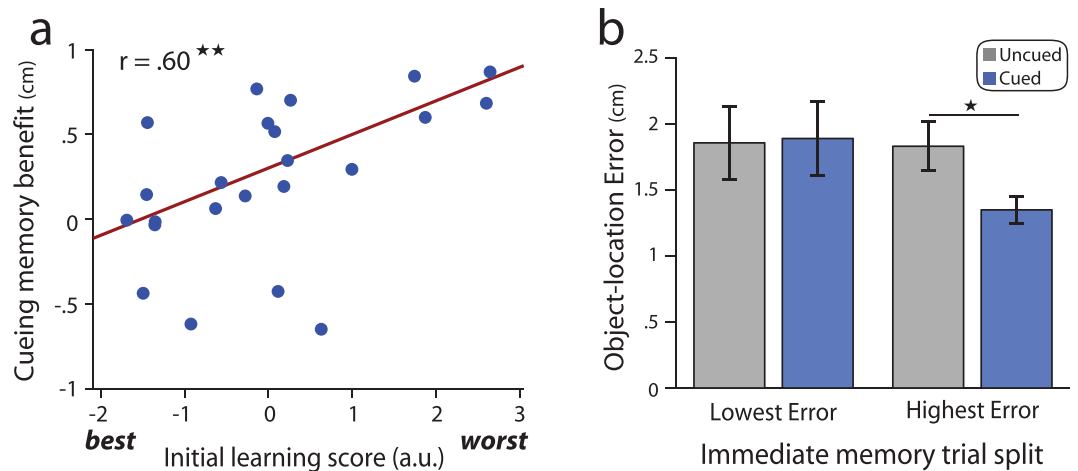 a
r = .60 ★★
Cueing memory benefit (cm)
1
.5
0
-.5
-1
-2 -1 0 1 2 3
best worst
Initial learning score (a.u.)
b
Uncued
Cued
★
Object-location Error (cm)
2.5
2
1.5
1
.5
0
Lowest Error Highest Error
Immediate memory trial split